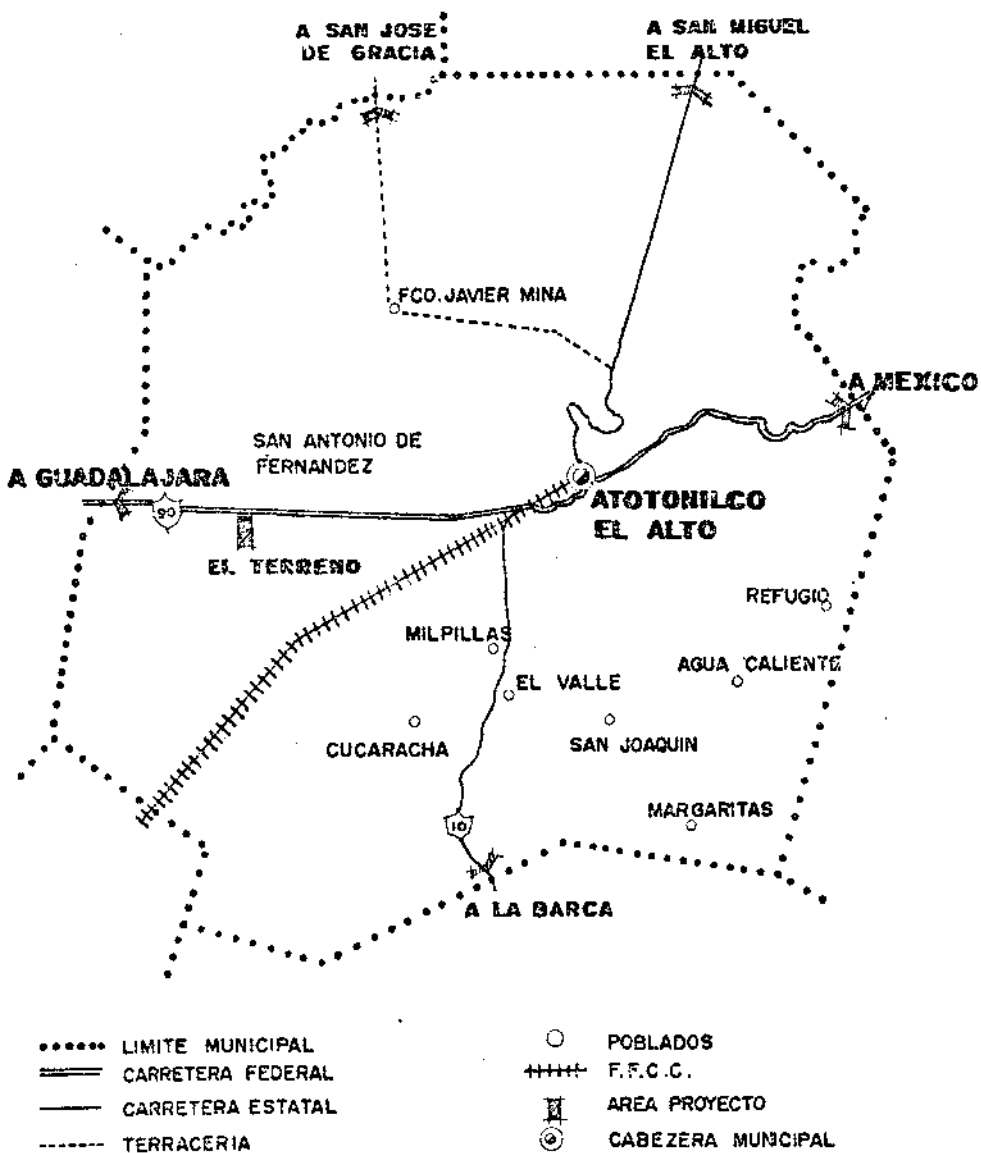 A SAN JOSE
DE GRACIA
A SAN MIGUEL
EL ALTO
FCO. JAVIER MINA
A MEXICO
SAN ANTONIO DE
FERNANDEZ
A GUADALAJARA
90
ATOTONILCO
EL ALTO
EL TERRENO
REFUGIO
MILPILLAS
AGUA CALIENTE
EL VALLE
CUCARACHA
SAN JOAQUIN
MARGARITAS
10
A LA BARCA
LIMITE MUNICIPAL
CARRETERA FEDERAL
CARRETERA ESTATAL
TERRACERIA
POBLADOS
F.F.C.C.
AREA PROYECTO
CABEZERA MUNICIPAL